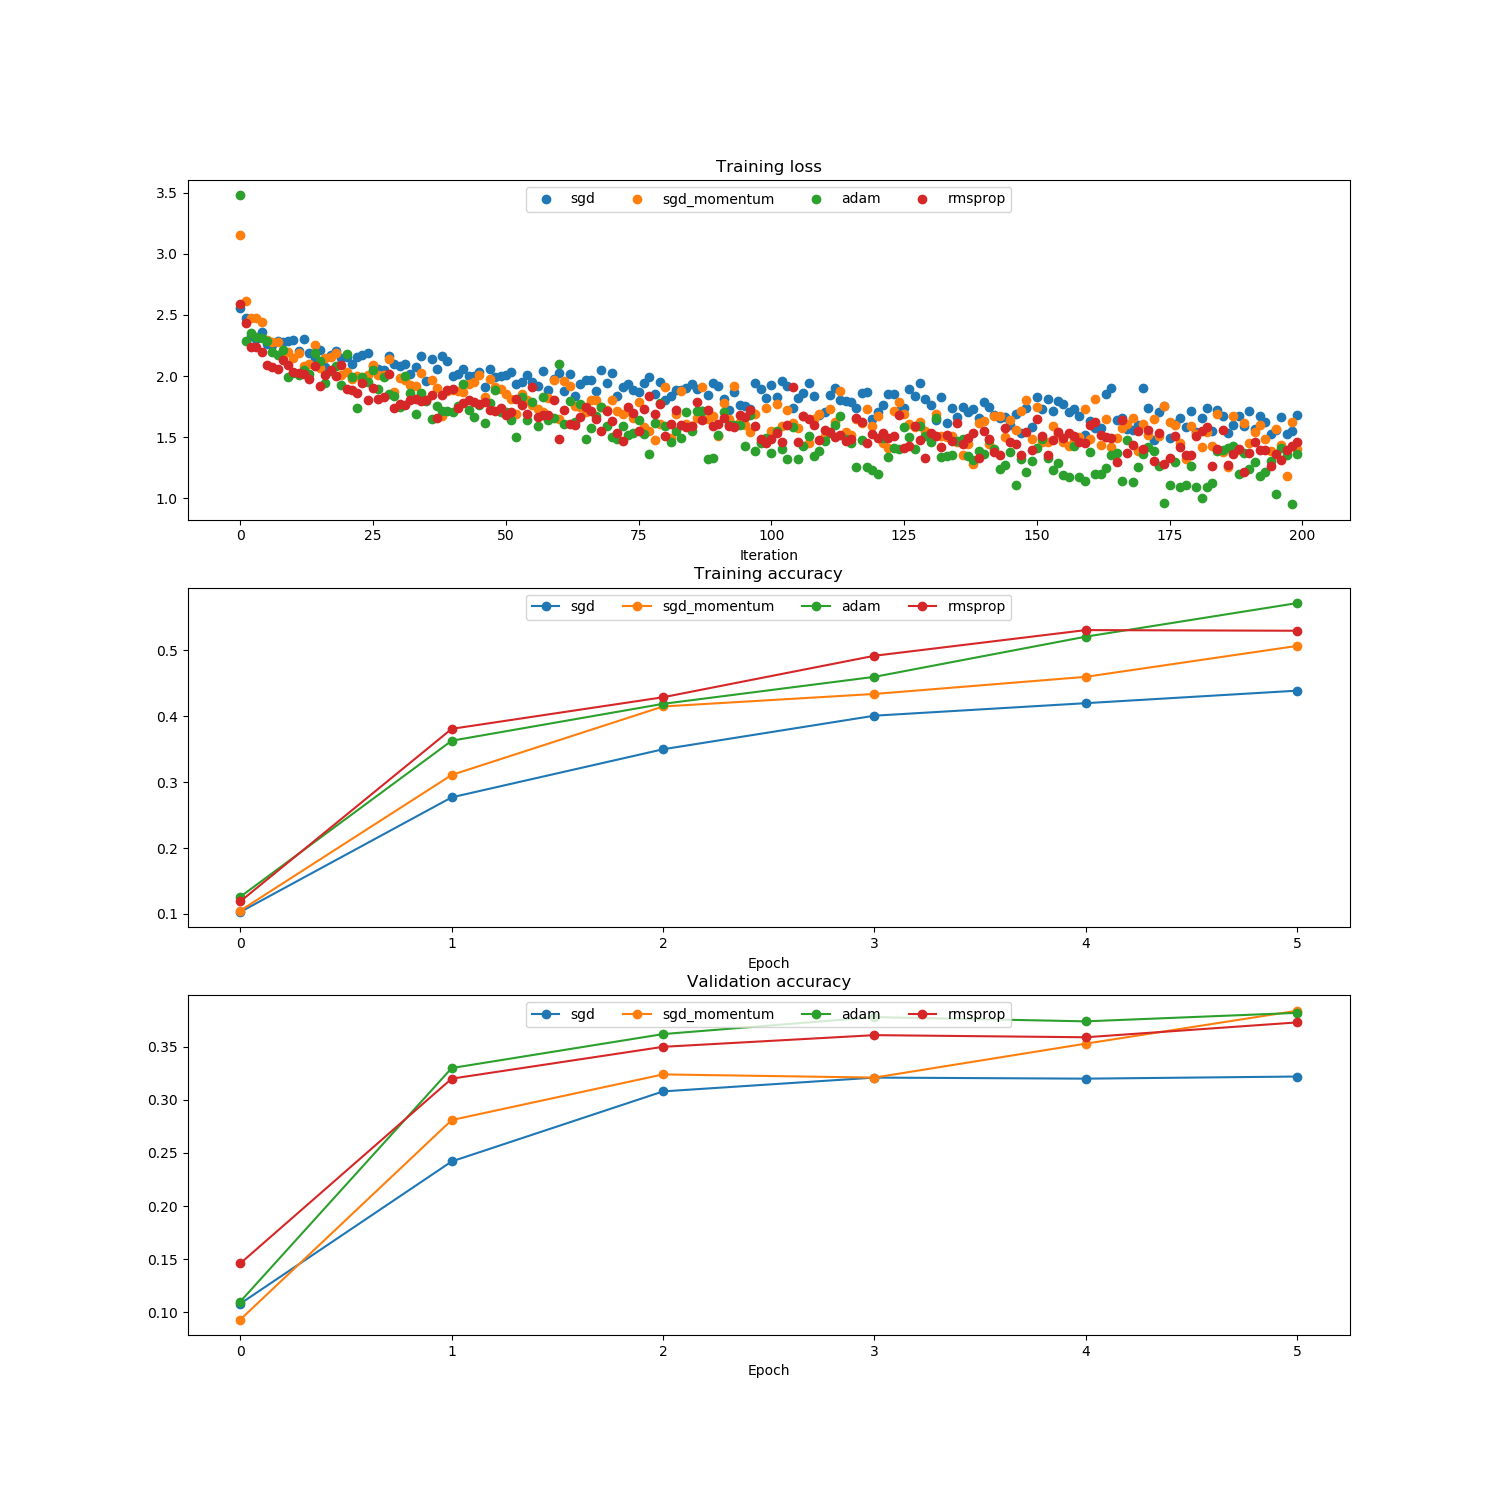 Training loss
sgd sgd_momentum adam rmsprop
3.5
3.0
2.5
2.0
1.5
1.0
0 25 50 75 100 125 150 175 200
Iteration
Training accuracy
sgd sgd_momentum adam rmsprop
0.5
0.4
0.3
0.2
0.1
0 1 2 3 4 5
Epoch
Validation accuracy
sgd sgd_momentum adam rmsprop
0.35
0.30
0.25
0.20
0.15
0.10
0 1 2 3 4 5
Epoch